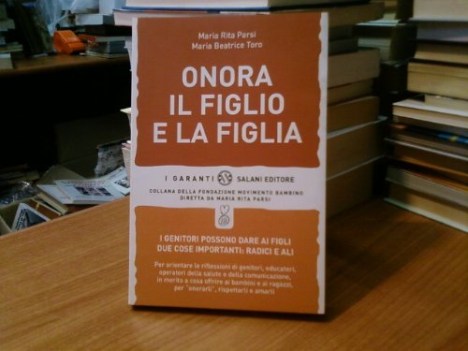 Maria Rita Parsi
Maria Beatrice Toro
ONORA
IL FIGLIO
E LA FIGLIA
I GARANTI SALANI EDITORE
COLLANA DELLA FONDAZIONE MOVIMENTO BAMBINO
DIRETTA DA MARIA RITA PARSI
I GENITORI POSSONO DARE AI FIGLI
DUE COSE IMPORTANTI: RADICI E ALI
Per orientare le riflessioni di genitori, educatori,
operatori della salute e della comunicazione,
in merito a cosa offrire ai bambini e ai ragazzi,
per "onorarli", rispettarli e amarli